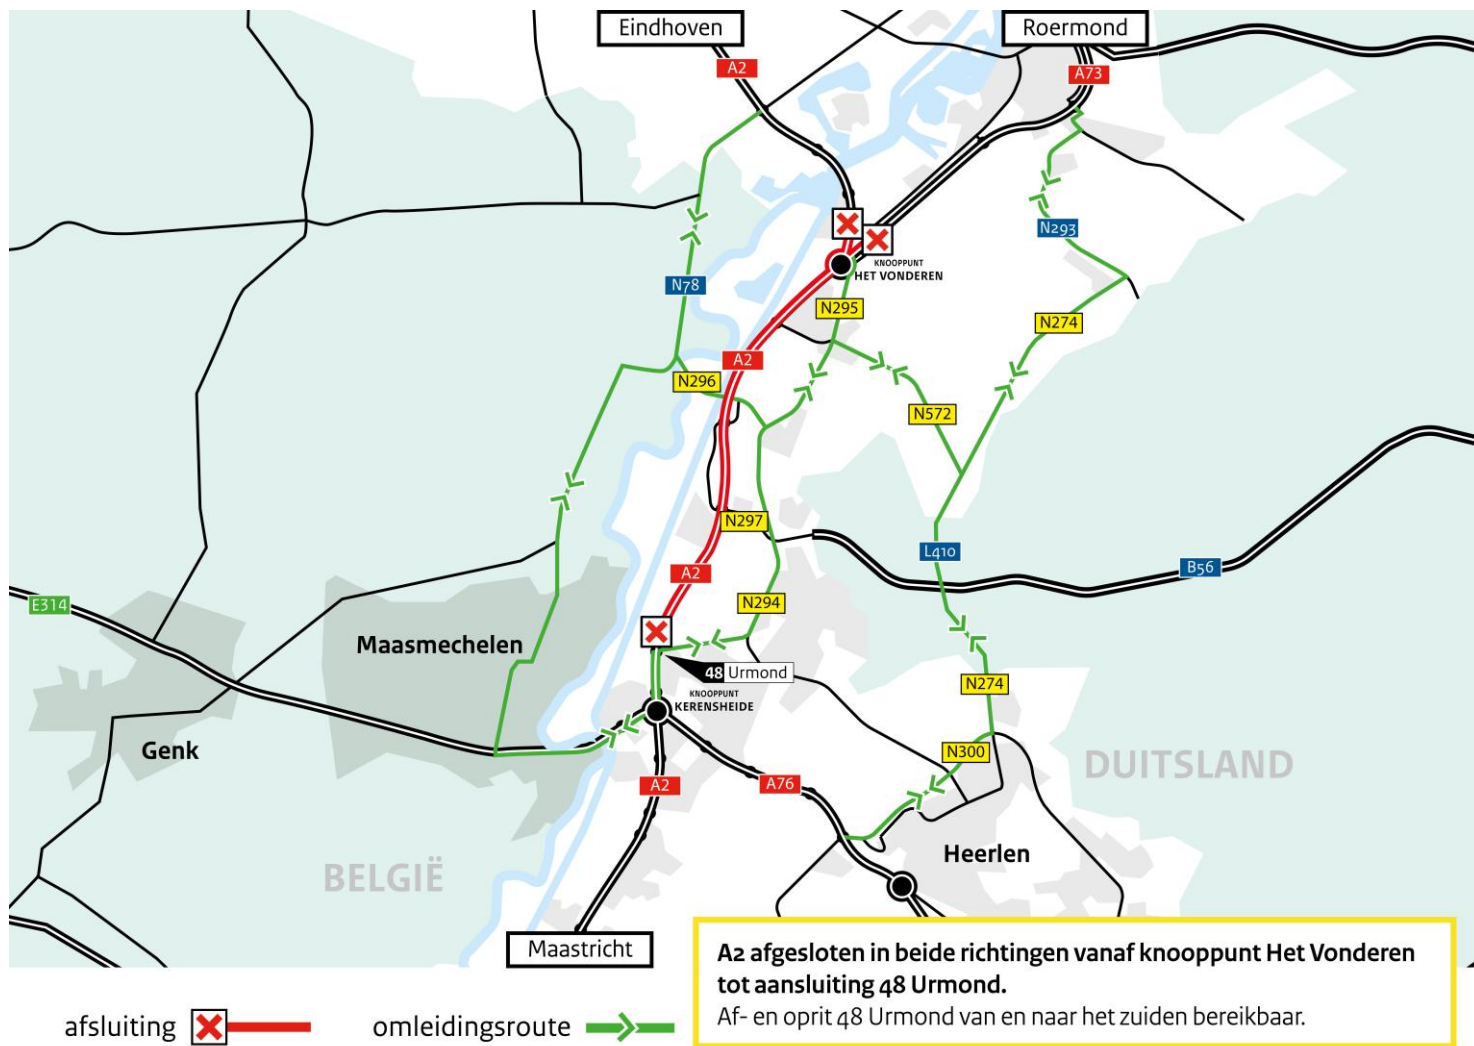 Eindhoven
Roermond
A2
A73
N293
N78
KNOOPPUNT
HET VONDEREN
N295
N274
A2
N296
N572
N297
L410
B56
A2
E314
N294
Maasmechelen
48 Urmond
N274
KNOOPPUNT
KERENSHEIDE
Genk
N300
DUITSLAND
A2
A76
Heerlen
BELGIË
Maastricht
A2 afgesloten in beide richtingen vanaf knooppunt Het Vonderen
tot aansluiting 48 Urmond.
Af- en oprit 48 Urmond van en naar het zuiden bereikbaar.
afsluiting
omleidingsroute